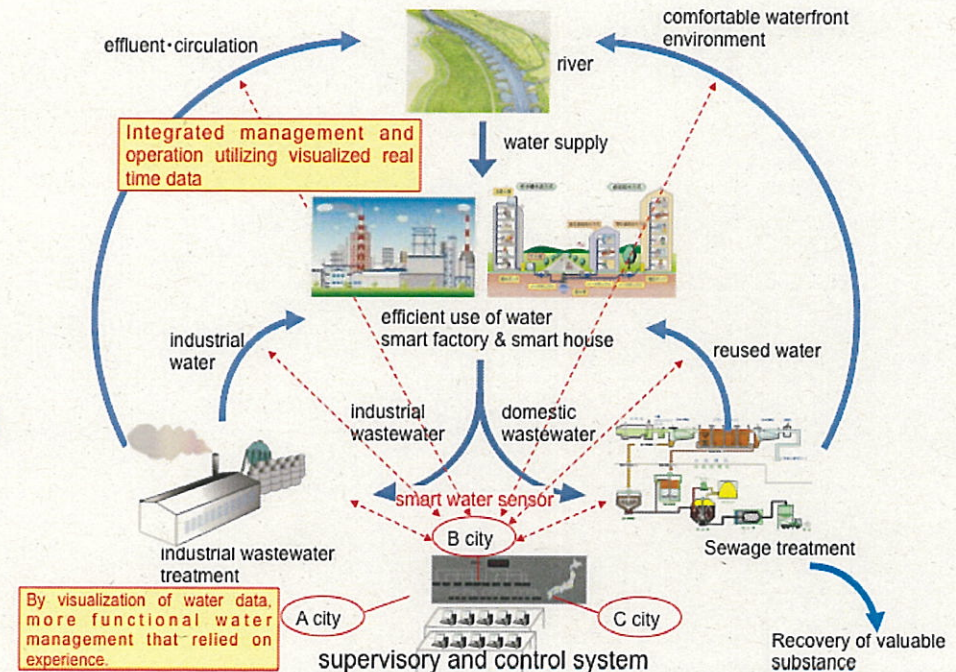 effluent・circulation
comfortable waterfront
environment
river
Integrated management and
operation utilizing visualized real
time data
water supply
efficient use of water
smart factory & smart house
industrial
water
reused water
industrial
wastewater
domestic
wastewater
smart water sensor
B city
industrial wastewater
treatment
Sewage treatment
By visualization of water data,
more functional water
management that relied on
experience.
A city
C city
supervisory and control system
Recovery of valuable
substance